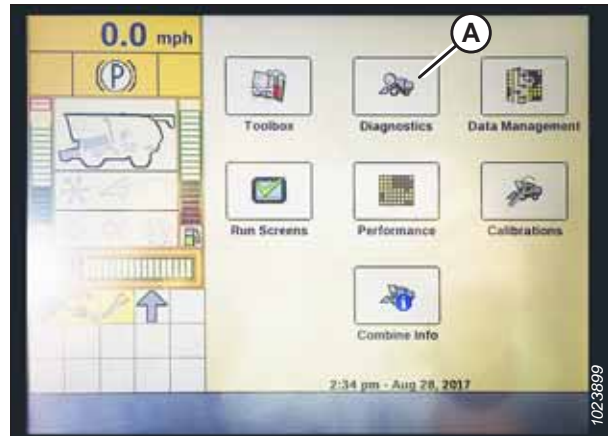 0.0 mph
(P)
A
Toolbox
Diagnostics
Data Management
Run Screens
Performance
Calibrations
Combine Info
2:34 pm - Aug 28, 2017
1023899